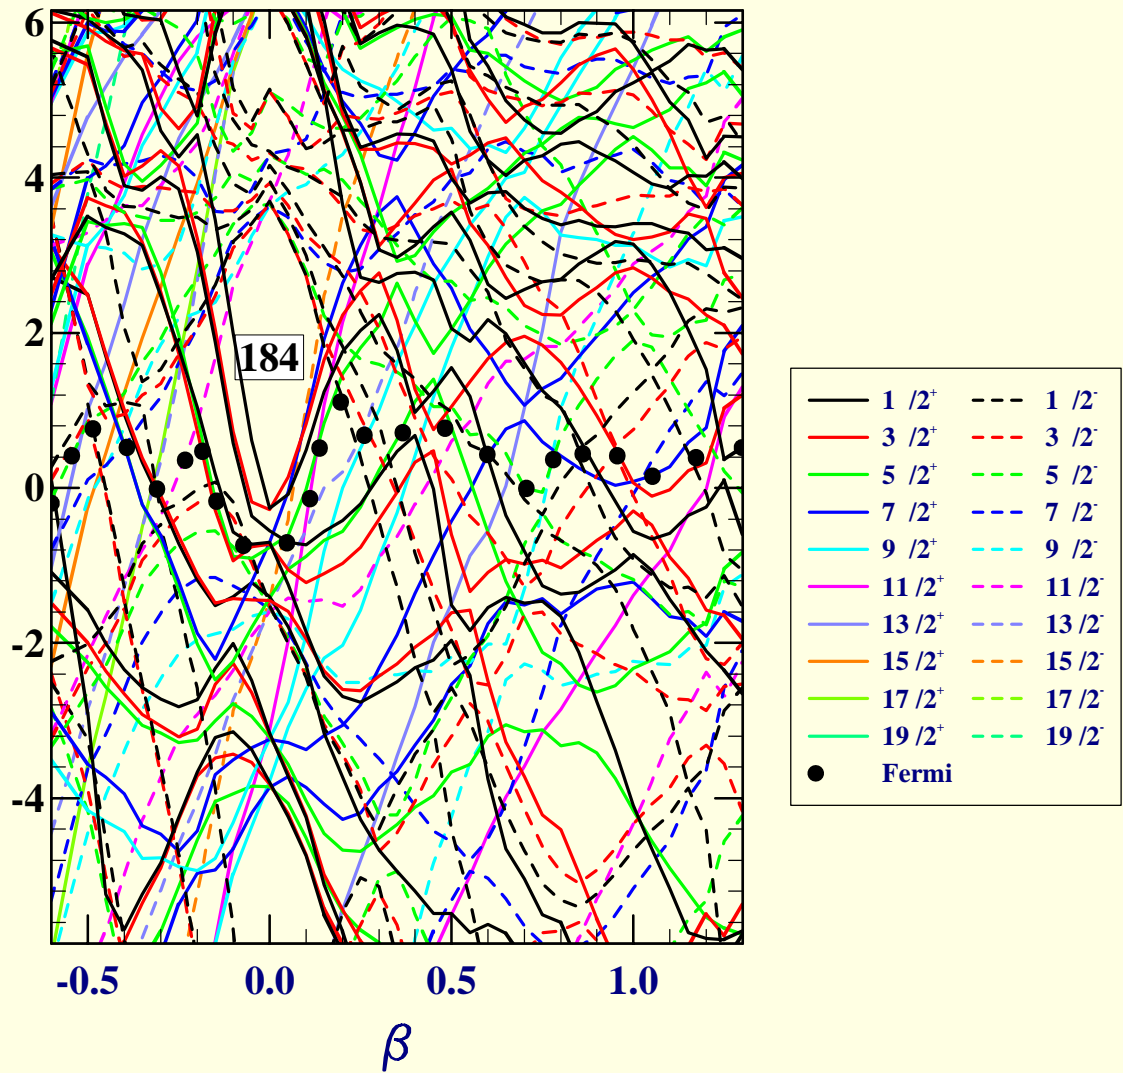 6
4
2
0
-2
-4
184
-0.5 0.0 0.5 1.0
β
1 /2⁺ 1 /2⁻
3 /2⁺ 3 /2⁻
5 /2⁺ 5 /2⁻
7 /2⁺ 7 /2⁻
9 /2⁺ 9 /2⁻
11 /2⁺ 11 /2⁻
13 /2⁺ 13 /2⁻
15 /2⁺ 15 /2⁻
17 /2⁺ 17 /2⁻
19 /2⁺ 19 /2⁻
Fermi